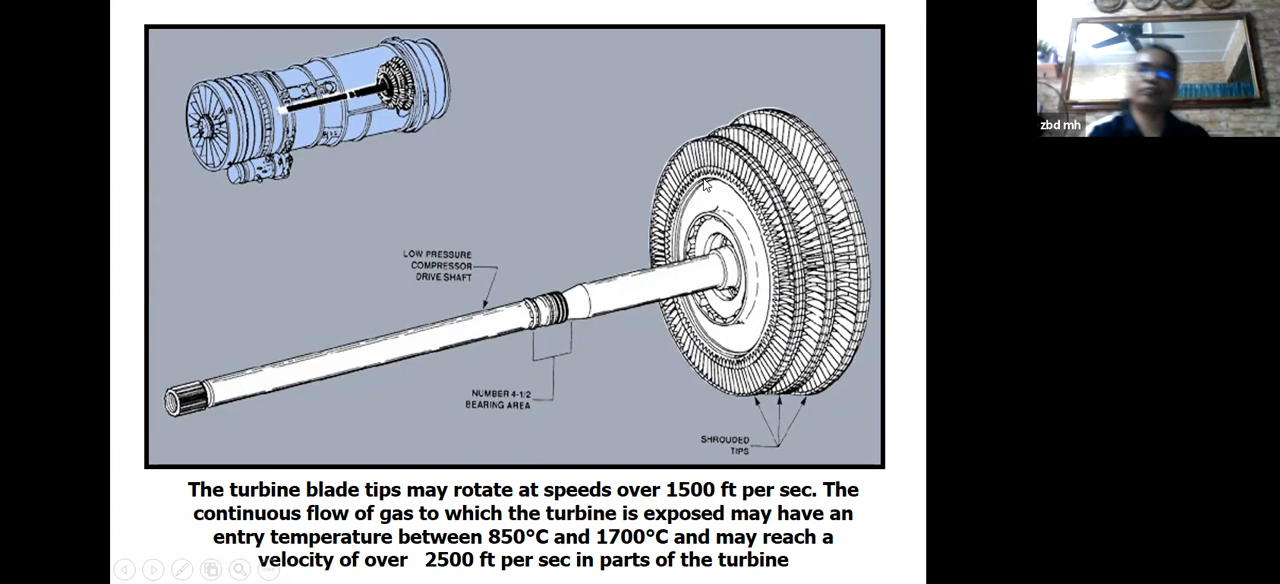 zbd mh
LOW PRESSURE
COMPRESSOR
DRIVE SHAFT
NUMBER 4-1/2
BEARING AREA
SHROUDED
TIPS
The turbine blade tips may rotate at speeds over 1500 ft per sec. The
continuous flow of gas to which the turbine is exposed may have an
entry temperature between 850°C and 1700°C and may reach a
velocity of over 2500 ft per sec in parts of the turbine